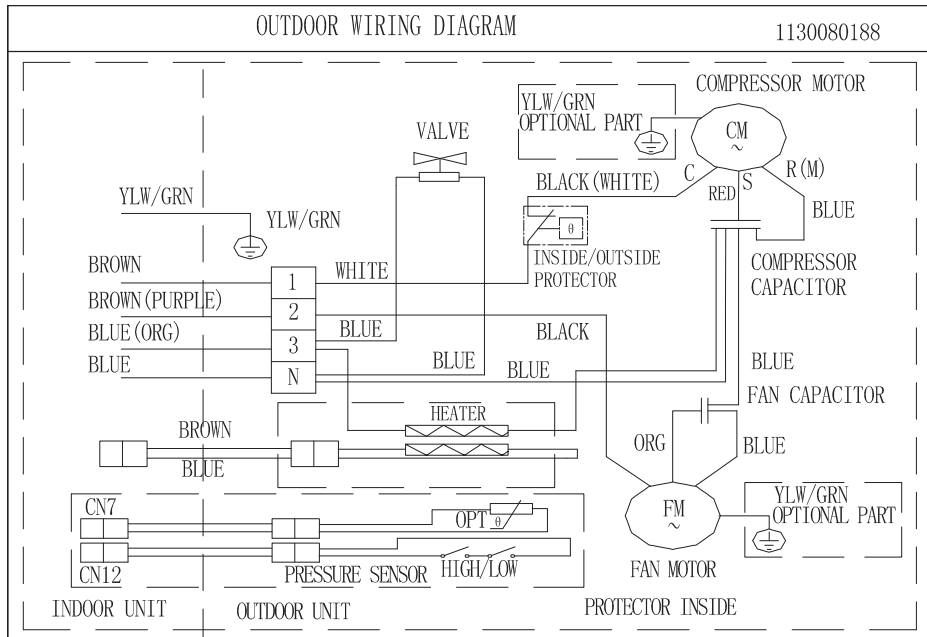 OUTDOOR WIRING DIAGRAM
1130080188
COMPRESSOR MOTOR
YLW/GRN
OPTIONAL PART
CM
~
VALVE
C
S
R(M)
RED
BLACK(WHITE)
BLUE
YLW/GRN
YLW/GRN
θ
INSIDE/OUTSIDE
PROTECTOR
COMPRESSOR
CAPACITOR
BROWN
1
WHITE
BROWN(PURPLE)
2
BLUE(ORG)
3
BLUE
BLACK
BLUE
N
BLUE
BLUE
BLUE
FAN CAPACITOR
HEATER
BROWN
BLUE
ORG
BLUE
CN7
OPT
θ
FM
~
YLW/GRN
OPTIONAL PART
CN12
PRESSURE SENSOR
HIGH/LOW
FAN MOTOR
INDOOR UNIT
OUTDOOR UNIT
PROTECTOR INSIDE